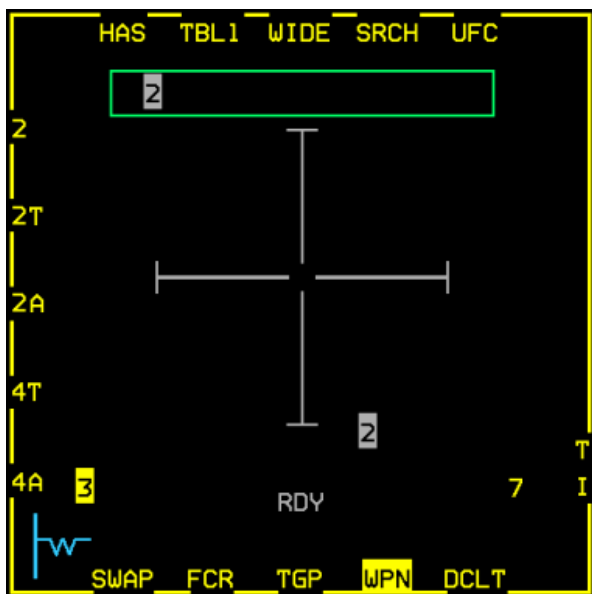 HAS TBL1 WIDE SRCH UFC
2
2
2T
2A
4T
2
T
4A 3 7 I
RDY
W
SWAP FCR TGP WPN DCLT